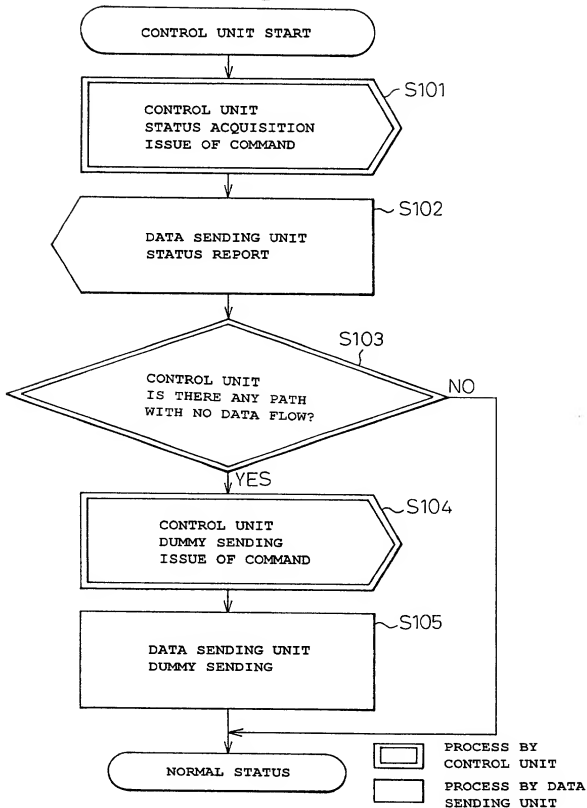 CONTROL UNIT START
S101
CONTROL UNIT
STATUS ACQUISITION
ISSUE OF COMMAND
S102
DATA SENDING UNIT
STATUS REPORT
S103
CONTROL UNIT
IS THERE ANY PATH
WITH NO DATA FLOW?
NO
YES
S104
CONTROL UNIT
DUMMY SENDING
ISSUE OF COMMAND
S105
DATA SENDING UNIT
DUMMY SENDING
NORMAL STATUS
PROCESS BY
CONTROL UNIT
PROCESS BY DATA
SENDING UNIT